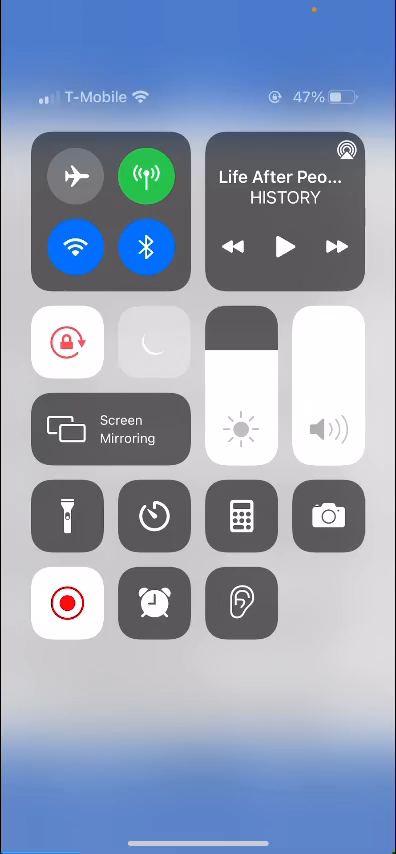 T-Mobile 47%
Life After Peo...
HISTORY
Screen
Mirroring